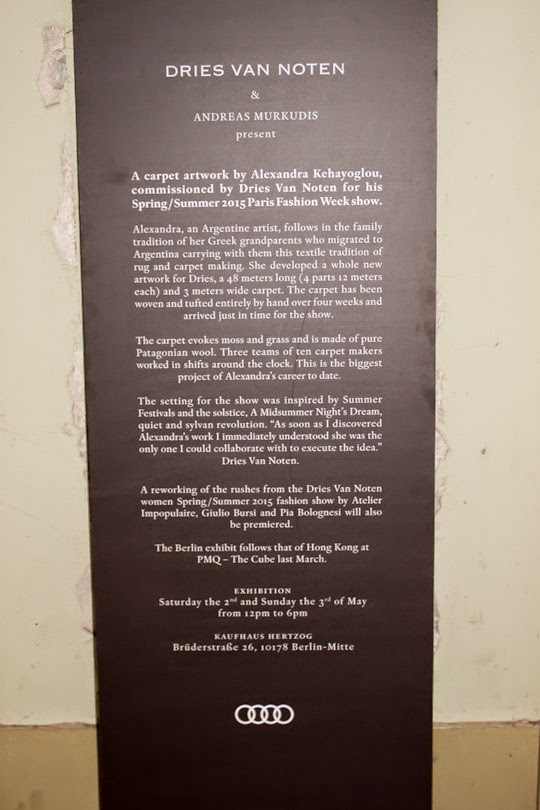 DRIES VAN NOTEN
&
ANDREAS MURKUDIS
present
A carpet artwork by Alexandra Kehayoglou,
commissioned by Dries Van Noten for his
Spring/Summer 2015 Paris Fashion Week show.
Alexandra, an Argentine artist, follows in the family
tradition of her Greek grandparents who migrated to
Argentina carrying with them this textile tradition of
rug and carpet making. She developed a whole new
artwork for Dries, a 48 meters long (4 parts 12 meters
each) and 3 meters wide carpet. The carpet has been
woven and tufted entirely by hand over four weeks and
arrived just in time for the show.
The carpet evokes moss and grass and is made of pure
Patagonian wool. Three teams of ten carpet makers
worked in shifts around the clock. This is the biggest
project of Alexandra's career to date.
The setting for the show was inspired by Summer
Festivals and the solstice, A Midsummer Night's Dream,
quiet and sylvan revolution. “As soon as I discovered
Alexandra's work I immediately understood she was the
only one I could collaborate with to execute the idea.”
Dries Van Noten.
A reworking of the rushes from the Dries Van Noten
women Spring/Summer 2015 fashion show by Atelier
Impopulaire, Giulio Bursi and Pia Bolognesi will also
be premiered.
The Berlin exhibit follows that of Hong Kong at
PMQ – The Cube last March.
EXHIBITION
Saturday the 2nd and Sunday the 3rd of May
from 12pm to 6pm
KAUFHAUS HERTZOG
Brüderstraße 26, 10178 Berlin-Mitte